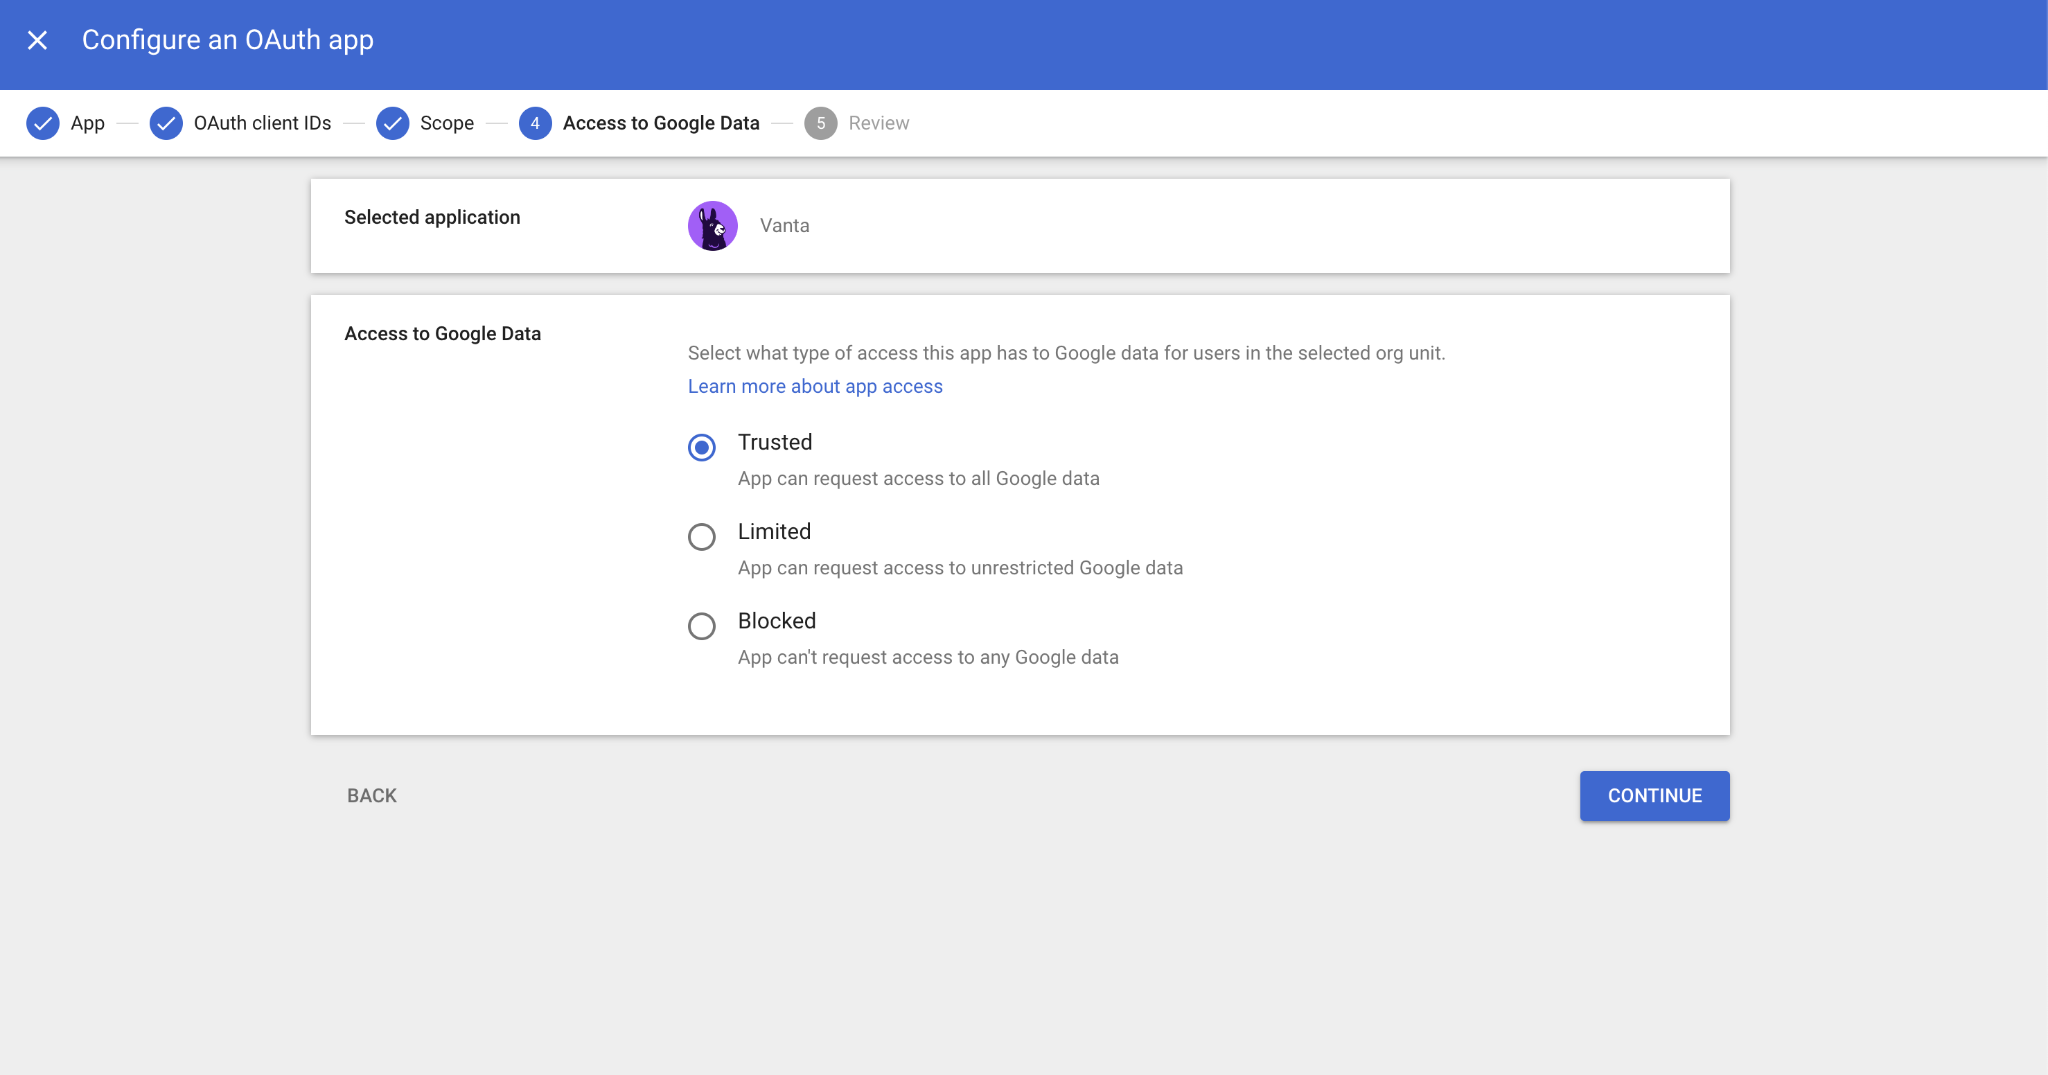 Configure an OAuth app
App
OAuth client IDs
Scope
4 Access to Google Data
5 Review
Selected application
Vanta
Access to Google Data
Select what type of access this app has to Google data for users in the selected org unit.
Learn more about app access
Trusted
App can request access to all Google data
Limited
App can request access to unrestricted Google data
Blocked
App can't request access to any Google data
BACK
CONTINUE